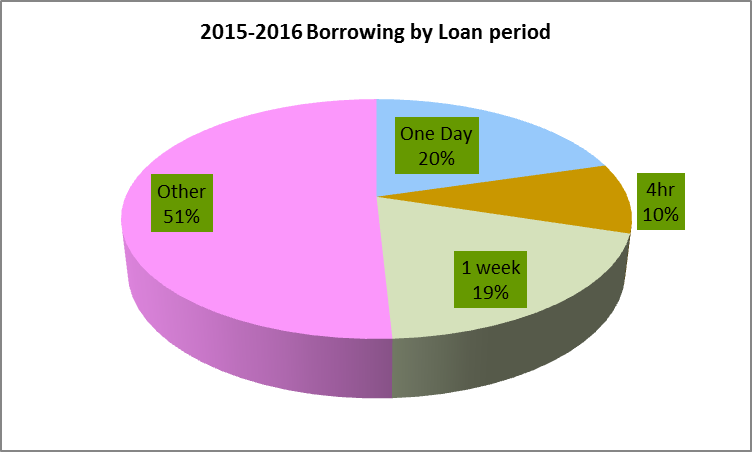 2015-2016 Borrowing by Loan period
One Day
20%
4hr
10%
1 week
19%
Other
51%